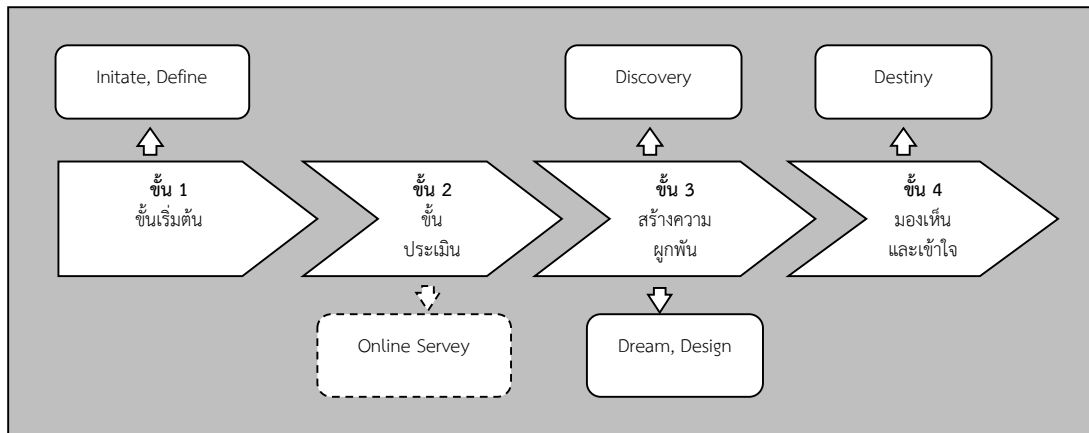 Initate, Define
Discovery
Destiny
ขั้น 1
ขั้นเริ่มต้น
ขั้น 2
ขั้น
ประเมิน
ขั้น 3
สร้างความ
ผูกพัน
ขั้น 4
มองเห็น
และเข้าใจ
Online Servey
Dream, Design